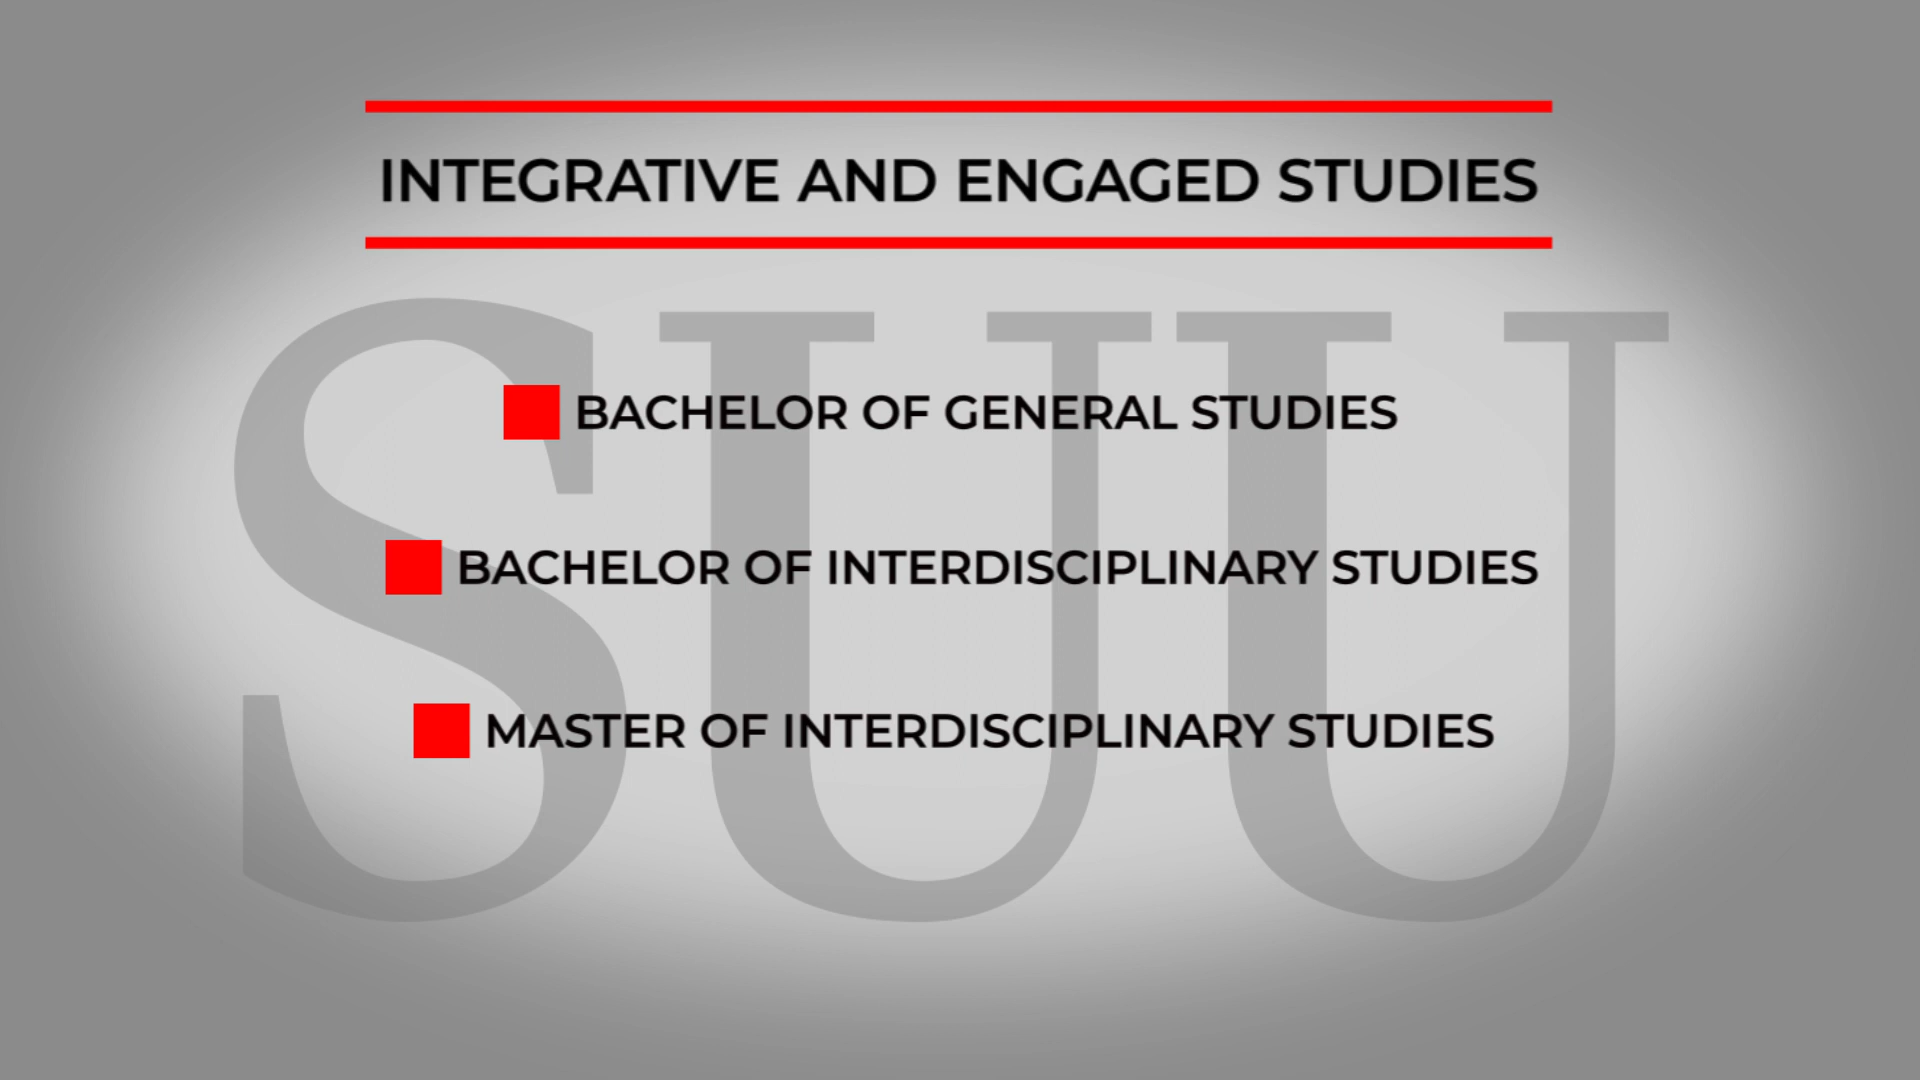 INTEGRATIVE AND ENGAGED STUDIES
SUU
BACHELOR OF GENERAL STUDIES
BACHELOR OF INTERDISCIPLINARY STUDIES
MASTER OF INTERDISCIPLINARY STUDIES